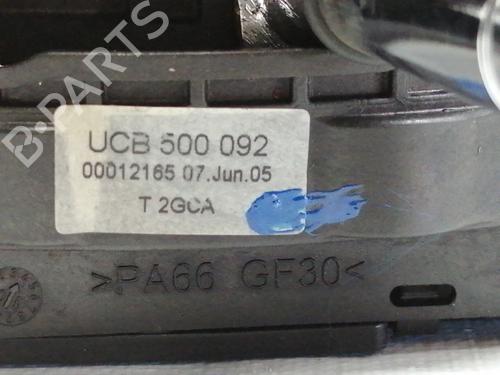 B-PARTS
UCB 500 092
00012165 07.Jun.05
T 2GCA
>PA66 GF30<